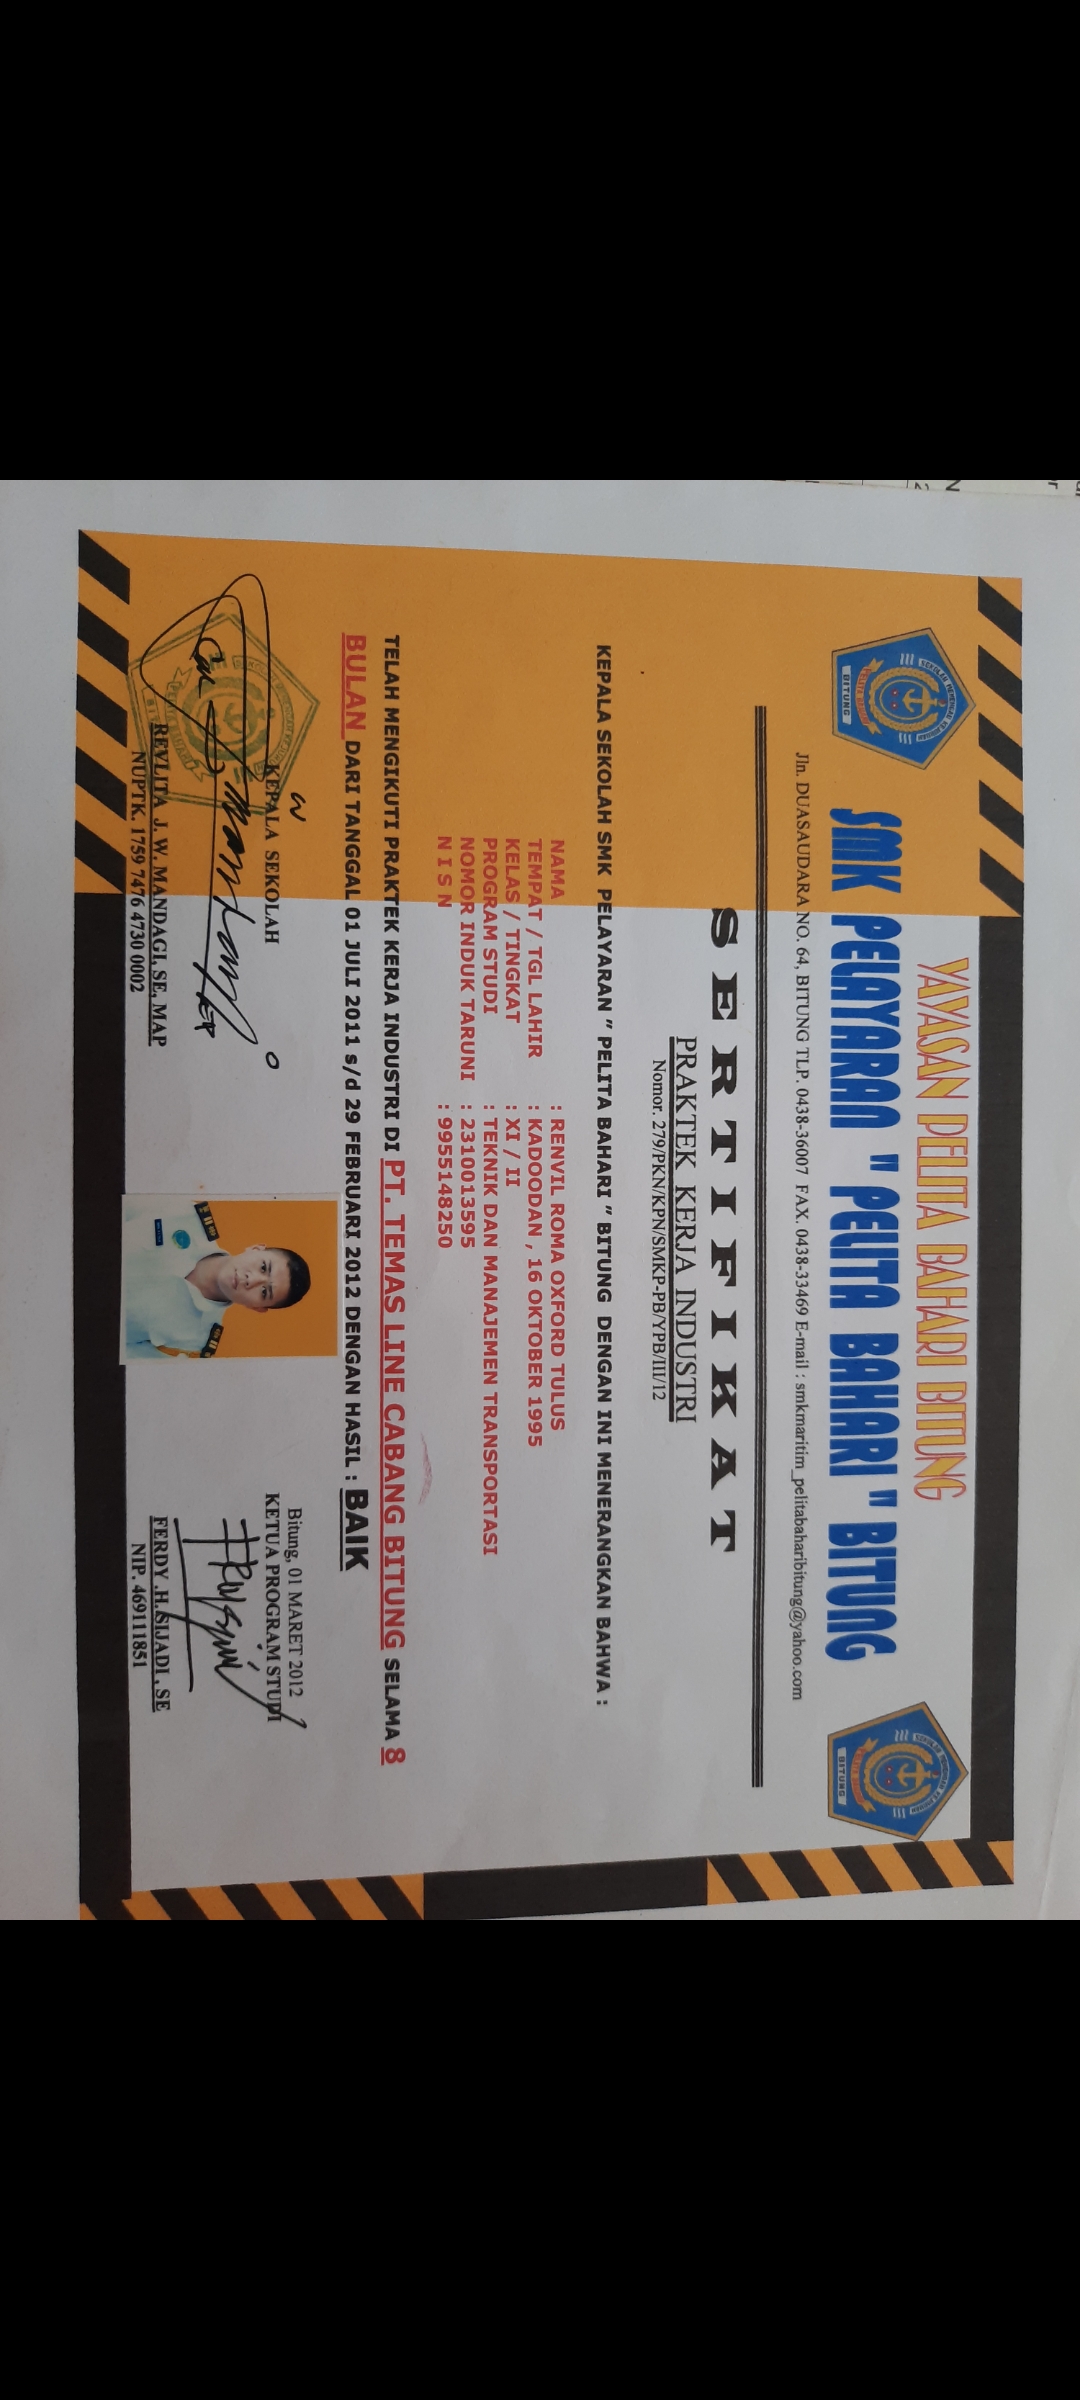 YAYASAN PELITA BAHARI BITUNG
SMK PELAYARAN " PELITA BAHARI " BITUNG
Jln. DUASAUDARA NO. 64, BITUNG TLP. 0438-36007 FAX. 0438-33469 E-mail : smkmaritim_pelitabaharibitung@yahoo.com
BITUNG
BITUNG
SERTIFIKAT
PRAKTEK KERJA INDUSTRI
Nomor. 279/PKN/KPN/SMKP-PB/YPB/III/12
KEPALA SEKOLAH SMK PELAYARAN " PELITA BAHARI " BITUNG DENGAN INI MENERANGKAN BAHWA :
NAMA : RENVIL ROMA OXFORD TULUS
TEMPAT / TGL LAHIR : KADOODAN , 16 OKTOBER 1995
KELAS / TINGKAT : XI / II
PROGRAM STUDI : TEKNIK DAN MANAJEMEN TRANSPORTASI
NOMOR INDUK TARUNI : 2310013595
N I S N : 9955148250
TELAH MENGIKUTI PRAKTEK KERJA INDUSTRI DI PT. TEMAS LINE CABANG BITUNG SELAMA 8
BULAN DARI TANGGAL 01 JULI 2011 s/d 29 FEBRUARI 2012 DENGAN HASIL : BAIK
Bitung, 01 MARET 2012
KEPALA SEKOLAH
KETUA PROGRAM STUDI
REVLITA J. W. MANDAGI, SE, MAP
NUPTK. 1759 7476 4730 0002
FERDY .H.SIJADI , SE
NIP. 469111851